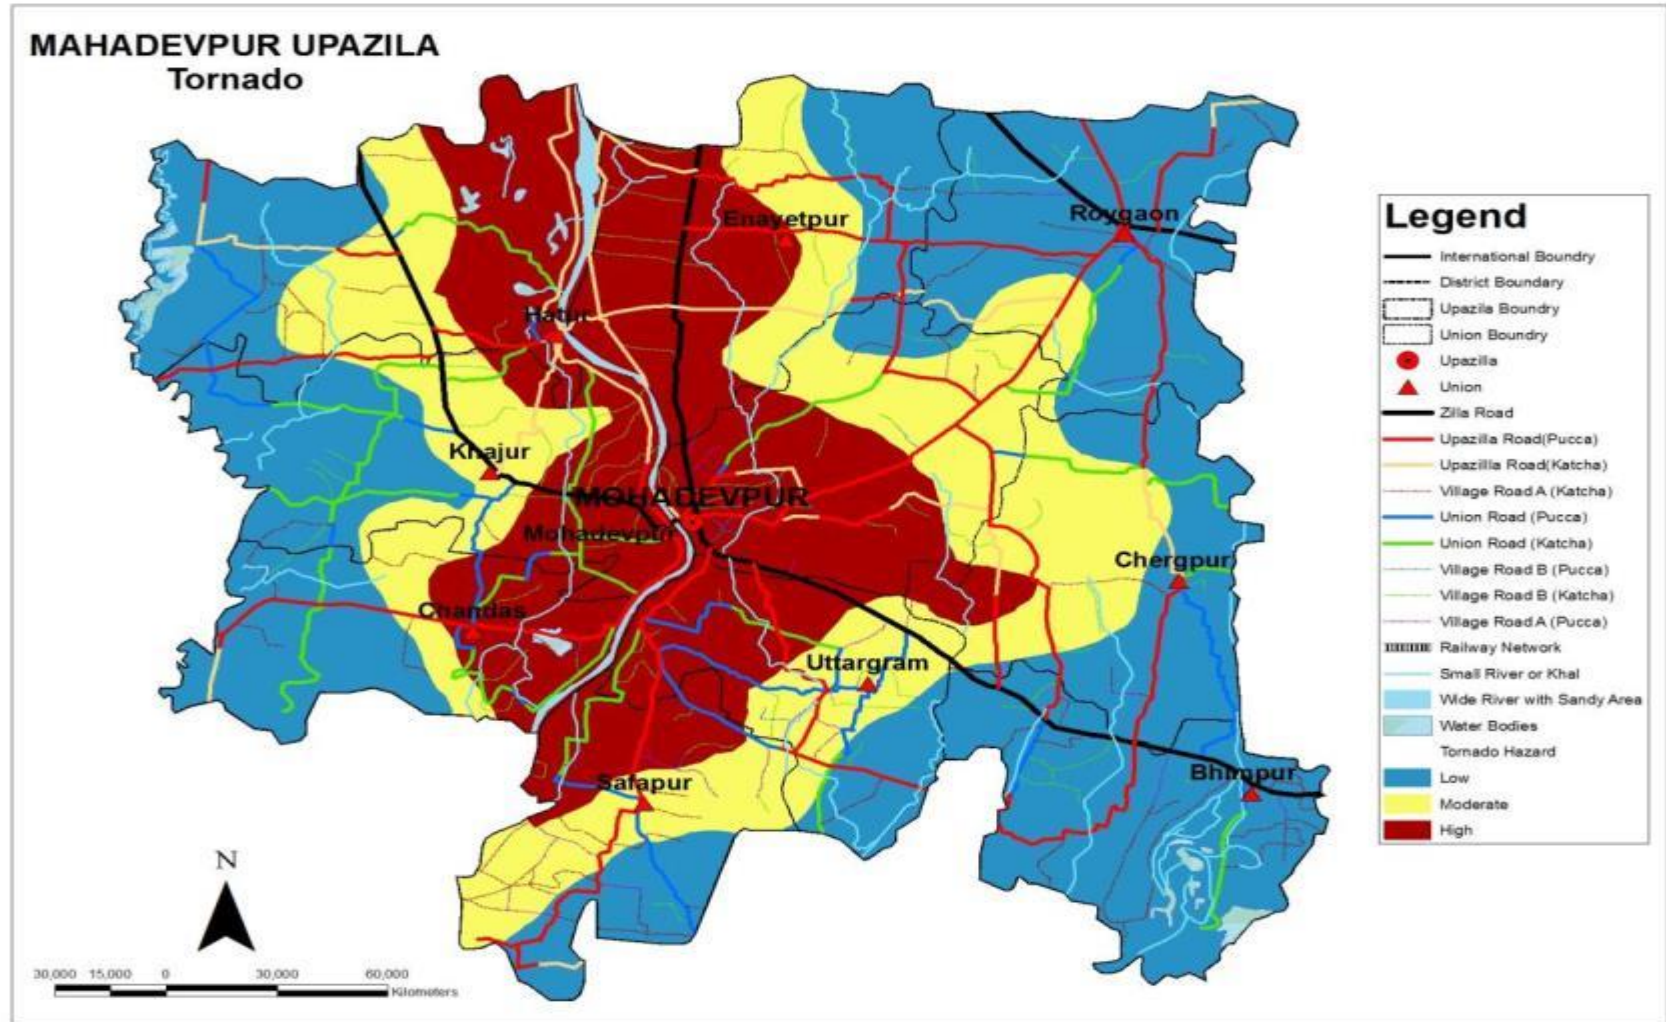 MAHADEVPUR UPAZILA
Tornado
Enayetpur
Roygaon
Hatur
Khajur
MOHADEVPUR
Mohadevpur
Chergpur
Chandas
Uttargram
Safapur
Bhimpur
Legend
International Boundry
District Boundary
Upazila Boundry
Union Boundry
Upazilla
Union
Zilla Road
Upazilla Road(Pucca)
Upazillla Road(Katcha)
Village Road A (Katcha)
Union Road (Pucca)
Union Road (Katcha)
Village Road B (Pucca)
Village Road B (Katcha)
Village Road A (Pucca)
Railway Network
Small River or Khal
Wide River with Sandy Area
Water Bodies
Tornado Hazard
Low
Moderate
High
N
30,000 15,000 0 30,000 60,000
Kilometers